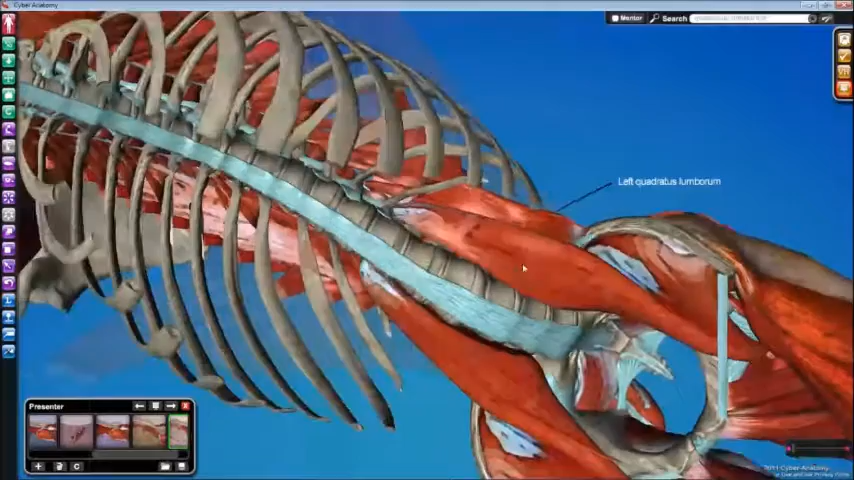 Cyber Anatomy
Mentor
Search
Left quadratus lumborum
Presenter
C